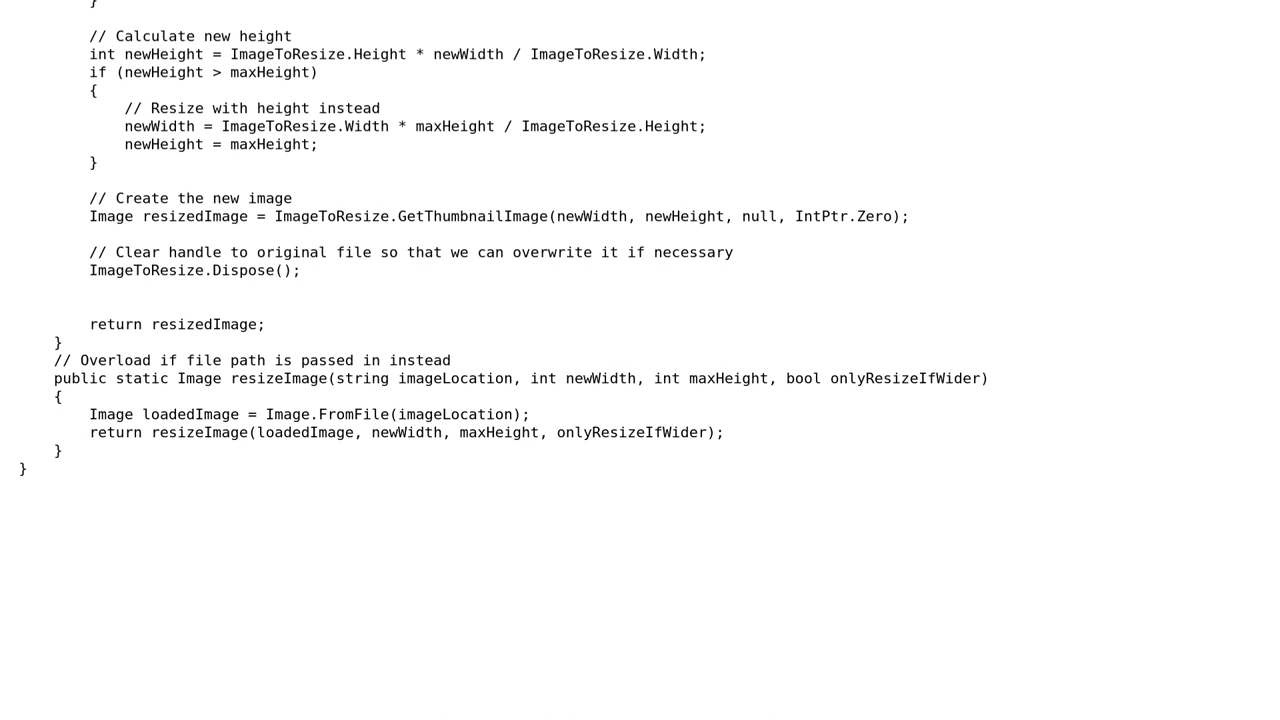 }
// Calculate new height
int newHeight = ImageToResize.Height * newWidth / ImageToResize.Width;
if (newHeight > maxHeight)
{
// Resize with height instead
newWidth = ImageToResize.Width * maxHeight / ImageToResize.Height;
newHeight = maxHeight;
}
// Create the new image
Image resizedImage = ImageToResize.GetThumbnailImage(newWidth, newHeight, null, IntPtr.Zero);
// Clear handle to original file so that we can overwrite it if necessary
ImageToResize.Dispose();
return resizedImage;
}
// Overload if file path is passed in instead
public static Image resizeImage(string imageLocation, int newWidth, int maxHeight, bool onlyResizeIfWider)
{
Image loadedImage = Image.FromFile(imageLocation);
return resizeImage(loadedImage, newWidth, maxHeight, onlyResizeIfWider);
}
}